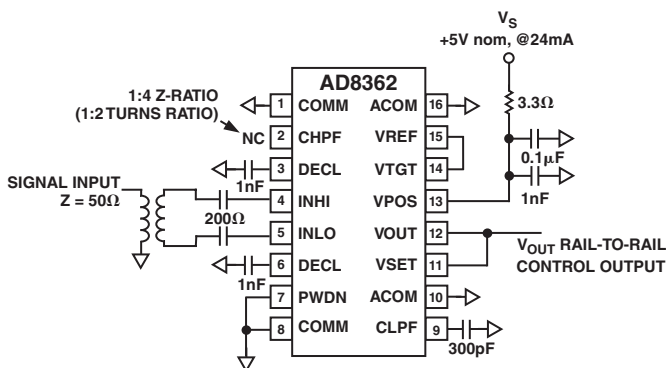 V_S
+5V nom, @24mA
AD8362
1:4 Z-RATIO
(1:2 TURNS RATIO)
3.3Ω
1 COMM ACOM 16
NC 2 CHPF VREF 15
0.1μF
3 DECL VTGT 14
1nF
1nF
SIGNAL INPUT
Z = 50Ω
4 INHI VPOS 13
200Ω
5 INLO VOUT 12
V_OUT RAIL-TO-RAIL
CONTROL OUTPUT
6 DECL VSET 11
1nF
7 PWDN ACOM 10
8 COMM CLPF 9
300pF